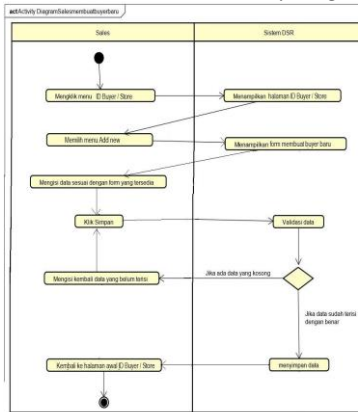 act Activity DiagramSalesmembuatbuyerbaru
Sales
Sistem DSR
Mengklik menu ID Buyer / Store
Menampilkan halaman ID Buyer / Store
Memilih menu Add new
Menampilkan form membuat buyer baru
Mengisi data sesuai dengan form yang tersedia
Klik Simpan
Validasi data
Jika ada data yang kosong
Mengisi kembali data yang belum terisi
Jika data sudah terisi
dengan benar
Kembali ke halaman awal ID Buyer / Store
menyimpan data